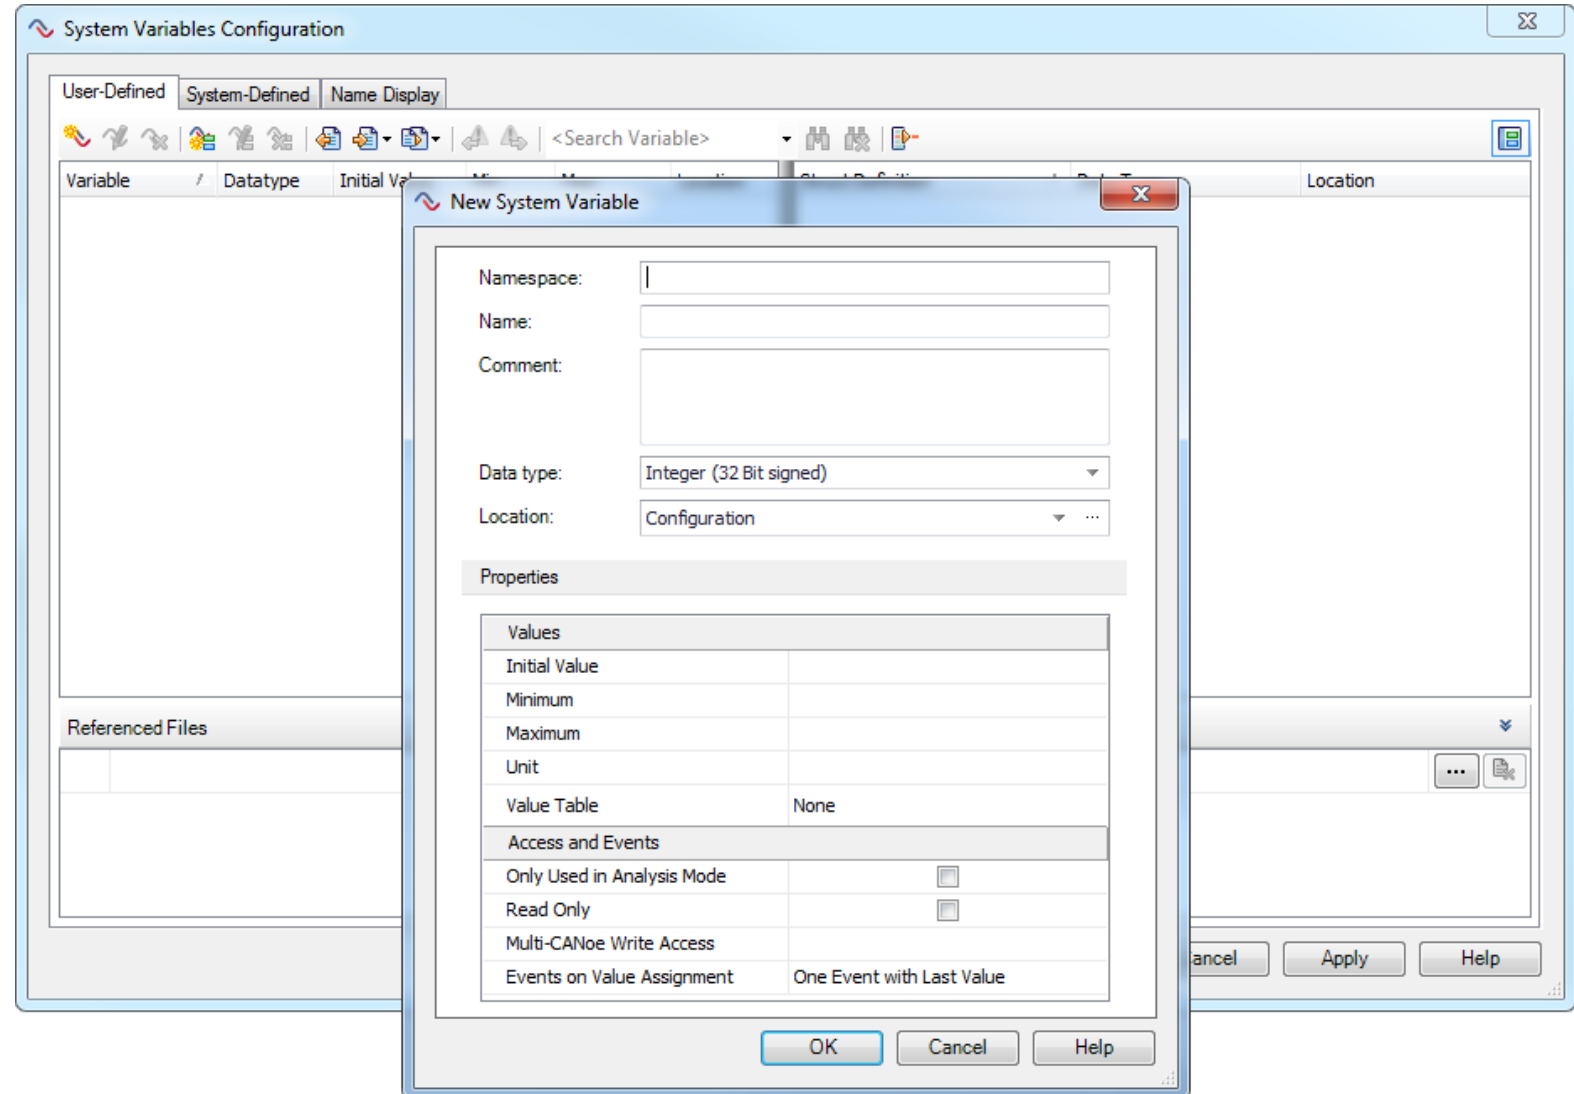 System Variables Configuration
User-Defined System-Defined Name Display
<Search Variable>
Variable Datatype Initial Location
New System Variable
Namespace:
Name:
Comment:
Data type: Integer (32 Bit signed)
Location: Configuration ...
Properties
Values
Initial Value
Minimum
Maximum
Unit
Value Table None
Access and Events
Only Used in Analysis Mode
Read Only
Multi-CANoe Write Access
Events on Value Assignment One Event with Last Value
OK Cancel Help
Referenced Files
...
Apply Help